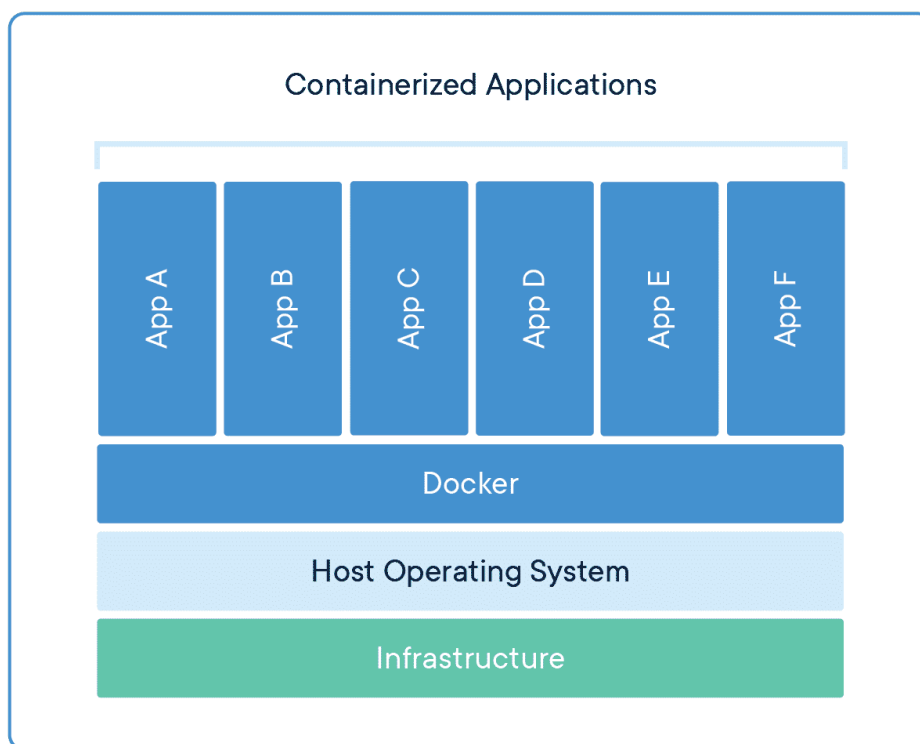 Containerized Applications
App A
App B
App C
App D
App E
App F
Docker
Host Operating System
Infrastructure